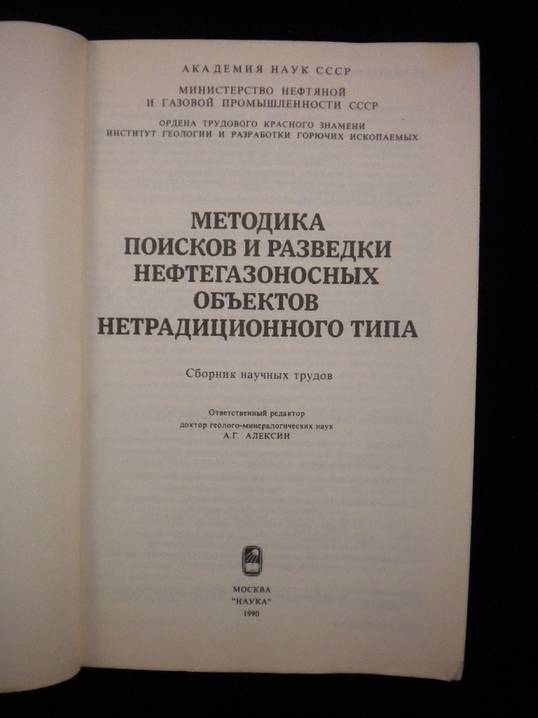 АКАДЕМИЯ НАУК СССР
МИНИСТЕРСТВО НЕФТЯНОЙ
И ГАЗОВОЙ ПРОМЫШЛЕННОСТИ СССР
ОРДЕНА ТРУДОВОГО КРАСНОГО ЗНАМЕНИ
ИНСТИТУТ ГЕОЛОГИИ И РАЗРАБОТКИ ГОРЮЧИХ ИСКОПАЕМЫХ
МЕТОДИКА
ПОИСКОВ И РАЗВЕДКИ
НЕФТЕГАЗОНОСНЫХ
ОБЪЕКТОВ
НЕТРАДИЦИОННОГО ТИПА
Сборник научных трудов
Ответственный редактор
доктор геолого-минералогических наук
А.Г. АЛЕКСИН
МОСКВА
"НАУКА"
1990